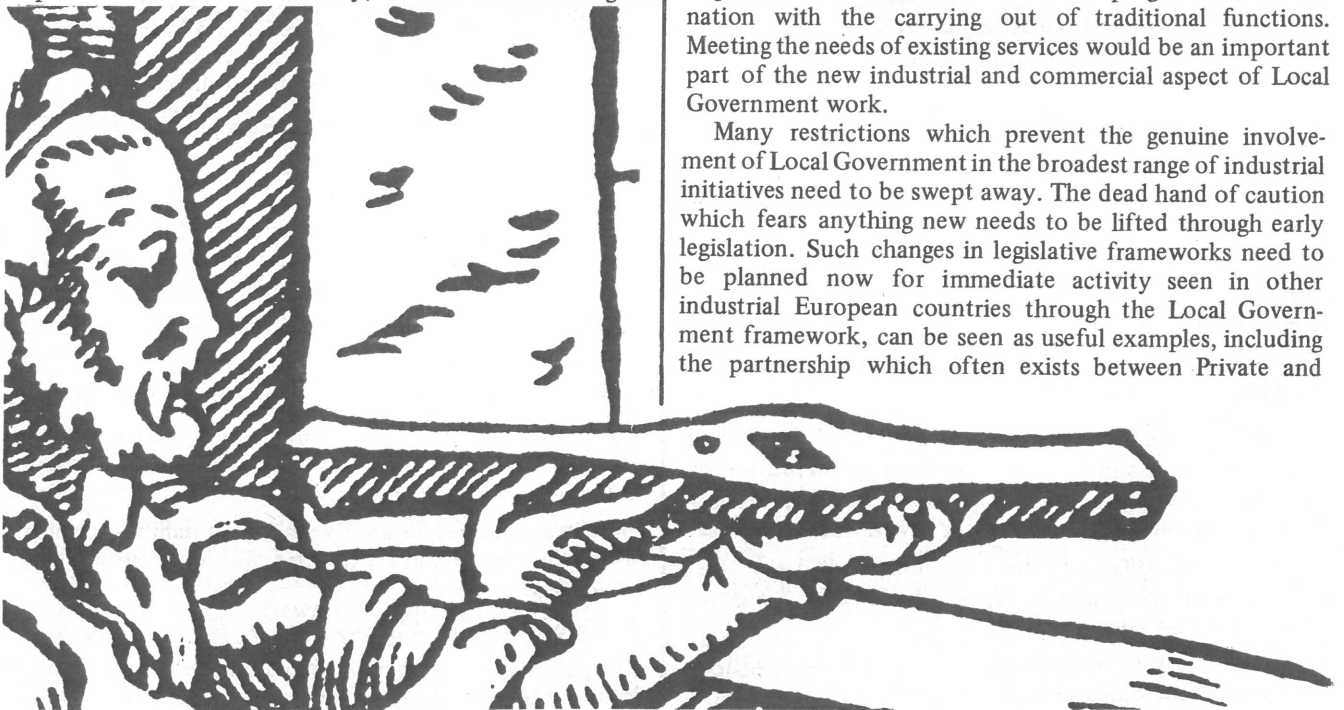 nation with the carrying out of traditional functions.
Meeting the needs of existing services would be an important
part of the new industrial and commercial aspect of Local
Government work.
Many restrictions which prevent the genuine involve-
ment of Local Government in the broadest range of industrial
initiatives need to be swept away. The dead hand of caution
which fears anything new needs to be lifted through early
legislation. Such changes in legislative frameworks need to
be planned now for immediate activity seen in other
industrial European countries through the Local Govern-
ment framework, can be seen as useful examples, including
the partnership which often exists between Private and